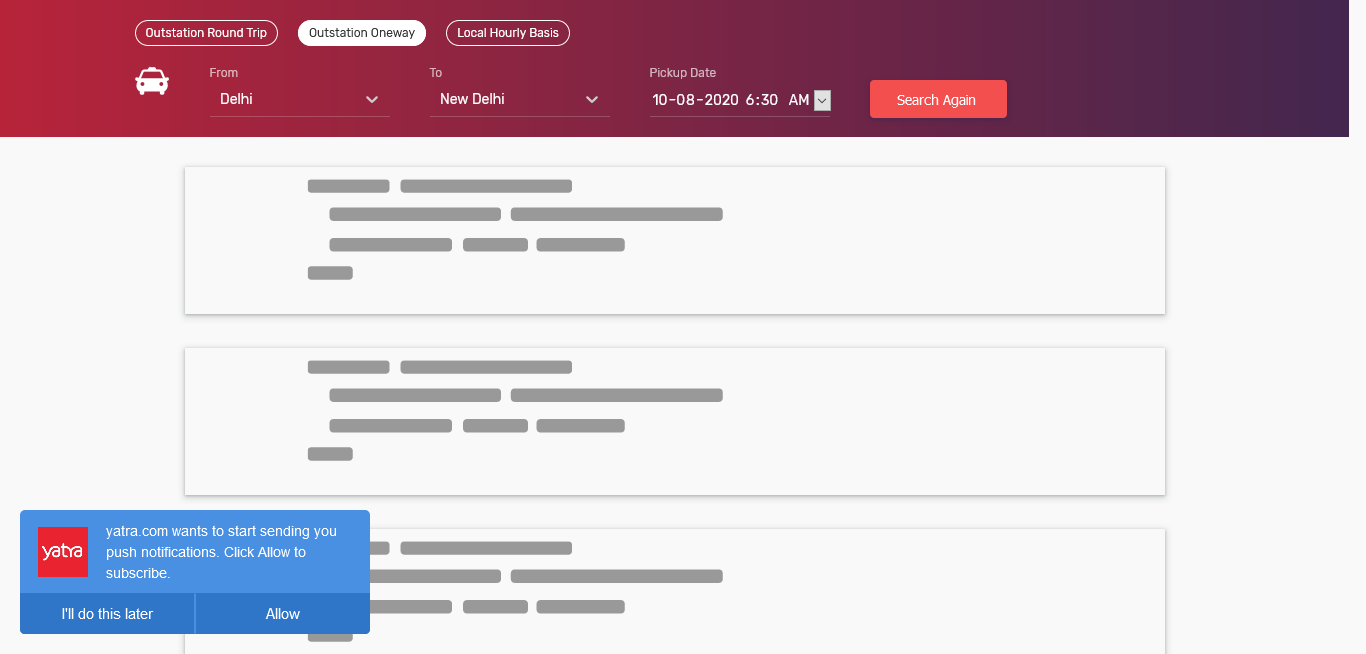 Outstation Round Trip
Outstation Oneway
Local Hourly Basis
From
To
Pickup Date
Delhi
New Delhi
10-08-2020 6:30 AM
Search Again
yatra
yatra.com wants to start sending you
push notifications. Click Allow to
subscribe.
I'll do this later
Allow